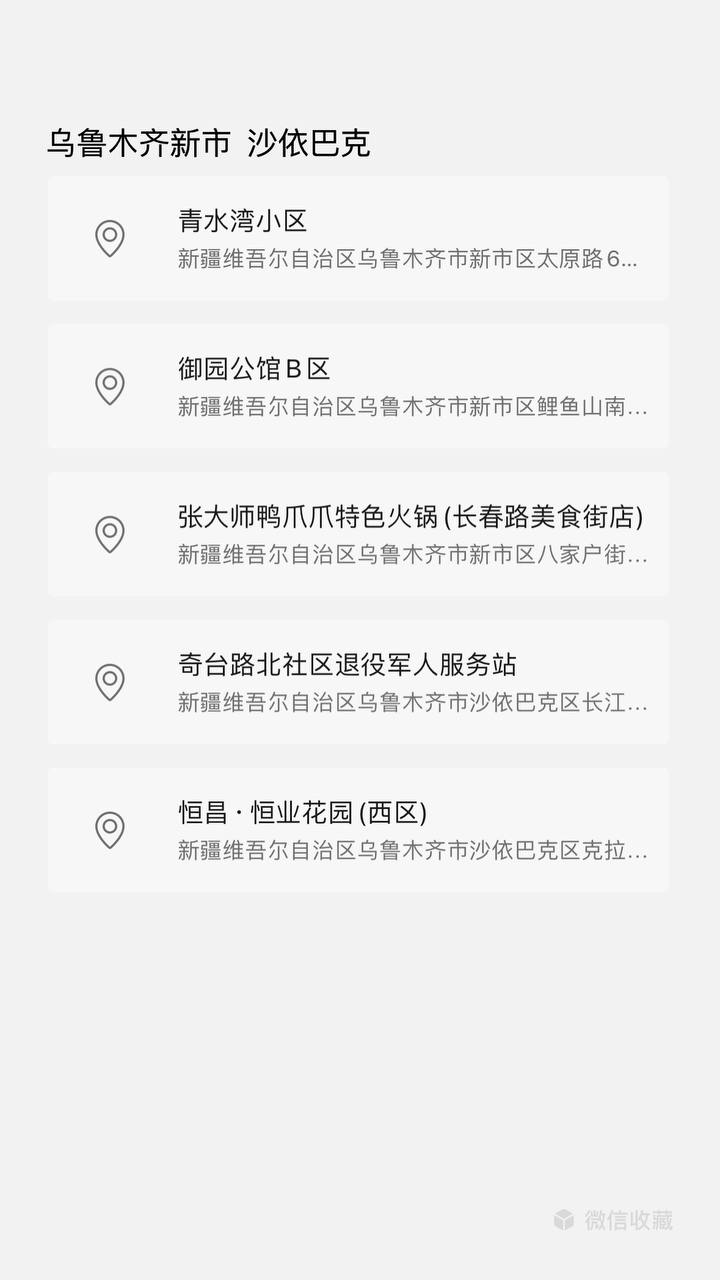 乌鲁木齐新市 沙依巴克
青水湾小区
新疆维吾尔自治区乌鲁木齐市新市区太原路6...
御园公馆B区
新疆维吾尔自治区乌鲁木齐市新市区鲤鱼山南...
张大师鸭爪爪特色火锅(长春路美食街店)
新疆维吾尔自治区乌鲁木齐市新市区八家户街...
奇台路北社区退役军人服务站
新疆维吾尔自治区乌鲁木齐市沙依巴克区长江...
恒昌·恒业花园(西区)
新疆维吾尔自治区乌鲁木齐市沙依巴克区克拉...
微信收藏